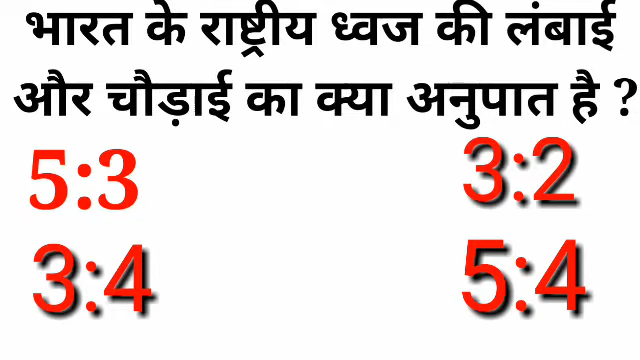 भारत के राष्ट्रीय ध्वज की लंबाई
और चौड़ाई का क्या अनुपात है ?
5:3 3:2
3:4 5:4